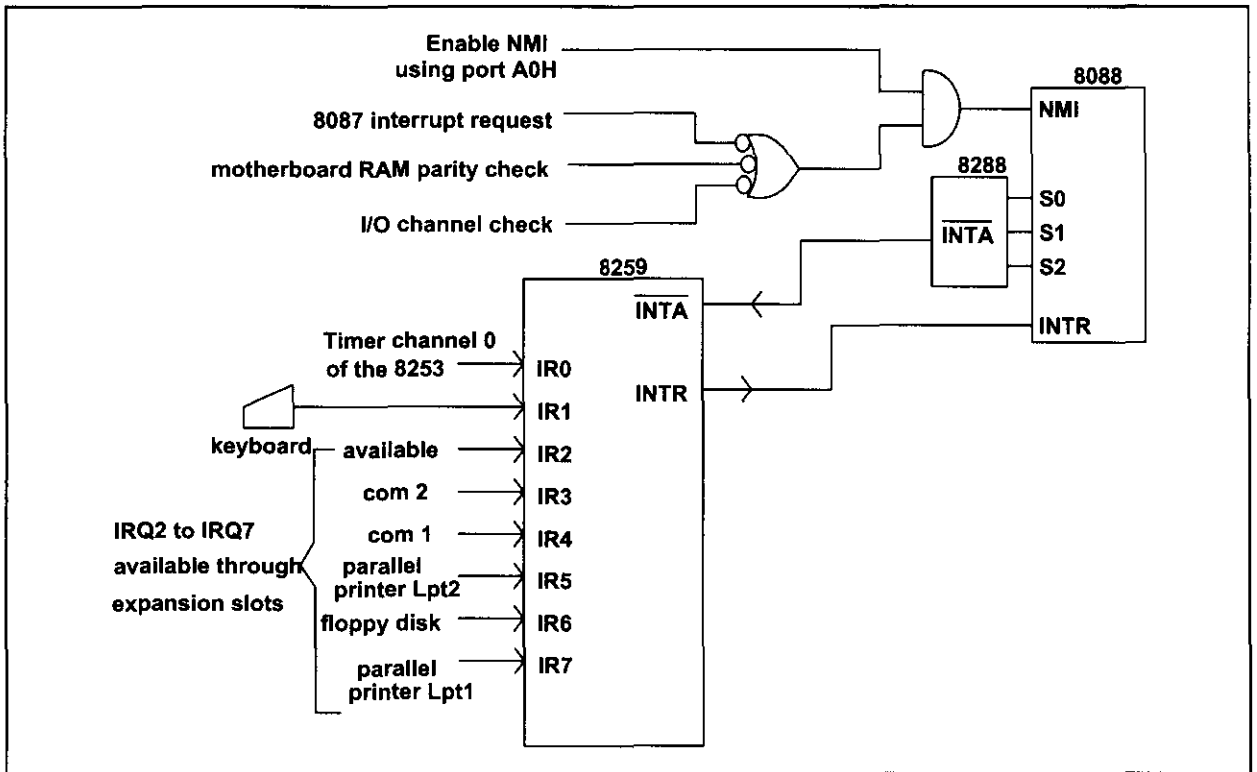 Enable NMI
using port A0H
8088
NMI
8087 interrupt request
motherboard RAM parity check
8288
S0
I/O channel check
INTA
S1
S2
8259
INTA
INTR
Timer channel 0
of the 8253
IR0
INTR
IR1
keyboard
available
IR2
com 2
IR3
IRQ2 to IRQ7
available through
expansion slots
com 1
IR4
parallel
printer Lpt2
IR5
floppy disk
IR6
parallel
printer Lpt1
IR7